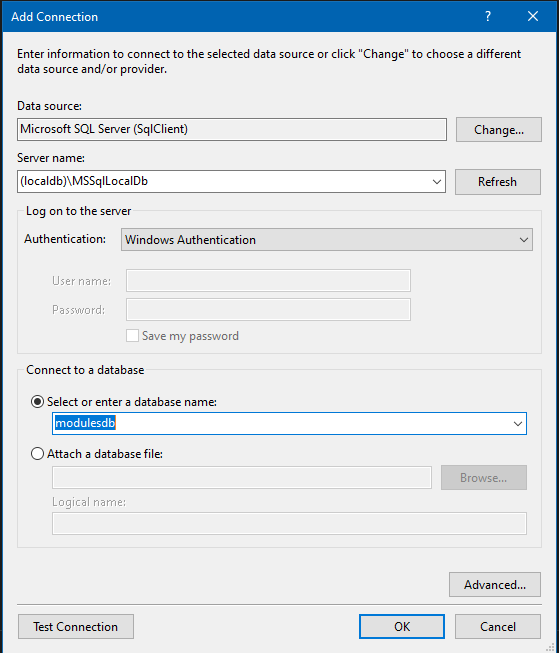 Add Connection
?
Enter information to connect to the selected data source or click "Change" to choose a different
data source and/or provider.
Data source:
Microsoft SQL Server (SqlClient)
Change...
Server name:
(localdb)\MSSqlLocalDb
Refresh
Log on to the server
Authentication:
Windows Authentication
User name:
Password:
Save my password
Connect to a database
Select or enter a database name:
modulesdb
Attach a database file:
Browse...
Logical name:
Advanced...
Test Connection
OK
Cancel